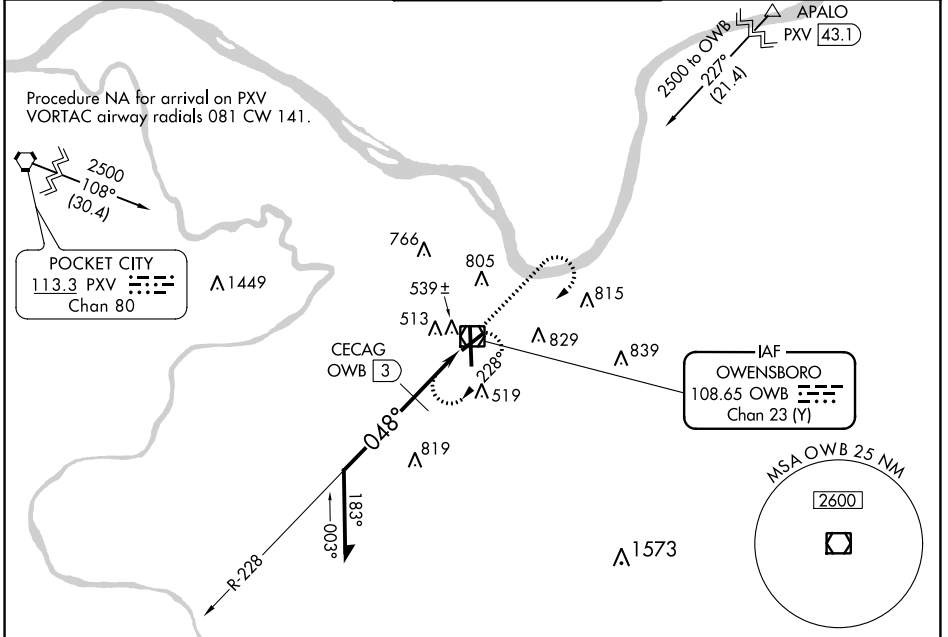 APALO
PXV 43.1
2500 to OWB
227°
(21.4)
Procedure NA for arrival on PXV
VORTAC airway radials 081 CW 141.
2500
108°
(30.4)
POCKET CITY
113.3 PXV
Chan 80
1449
766
805
539 ±
513
815
829
839
CECAG
OWB 3
228°
519
IAF
OWENSBORO
108.65 OWB
Chan 23 (Y)
048°
819
183°
003°
R-228
1573
MSA OWB 25 NM
2600